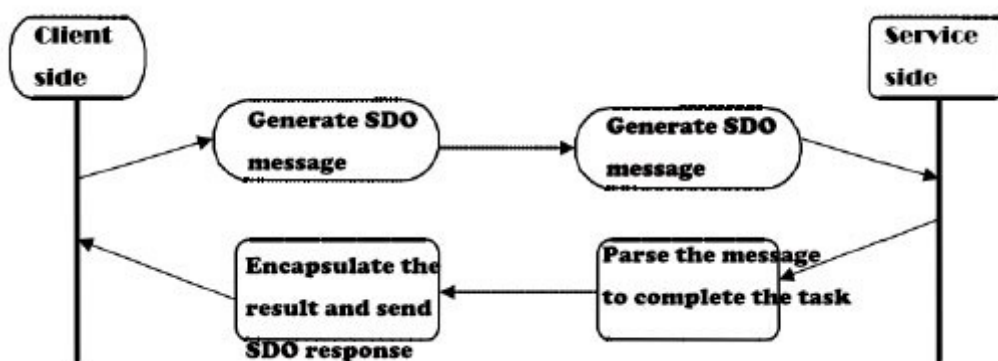 Client
side
Service
side
Generate SDO
message
Generate SDO
message
Encapsulate the
result and send
SDO response
Parse the message
to complete the task